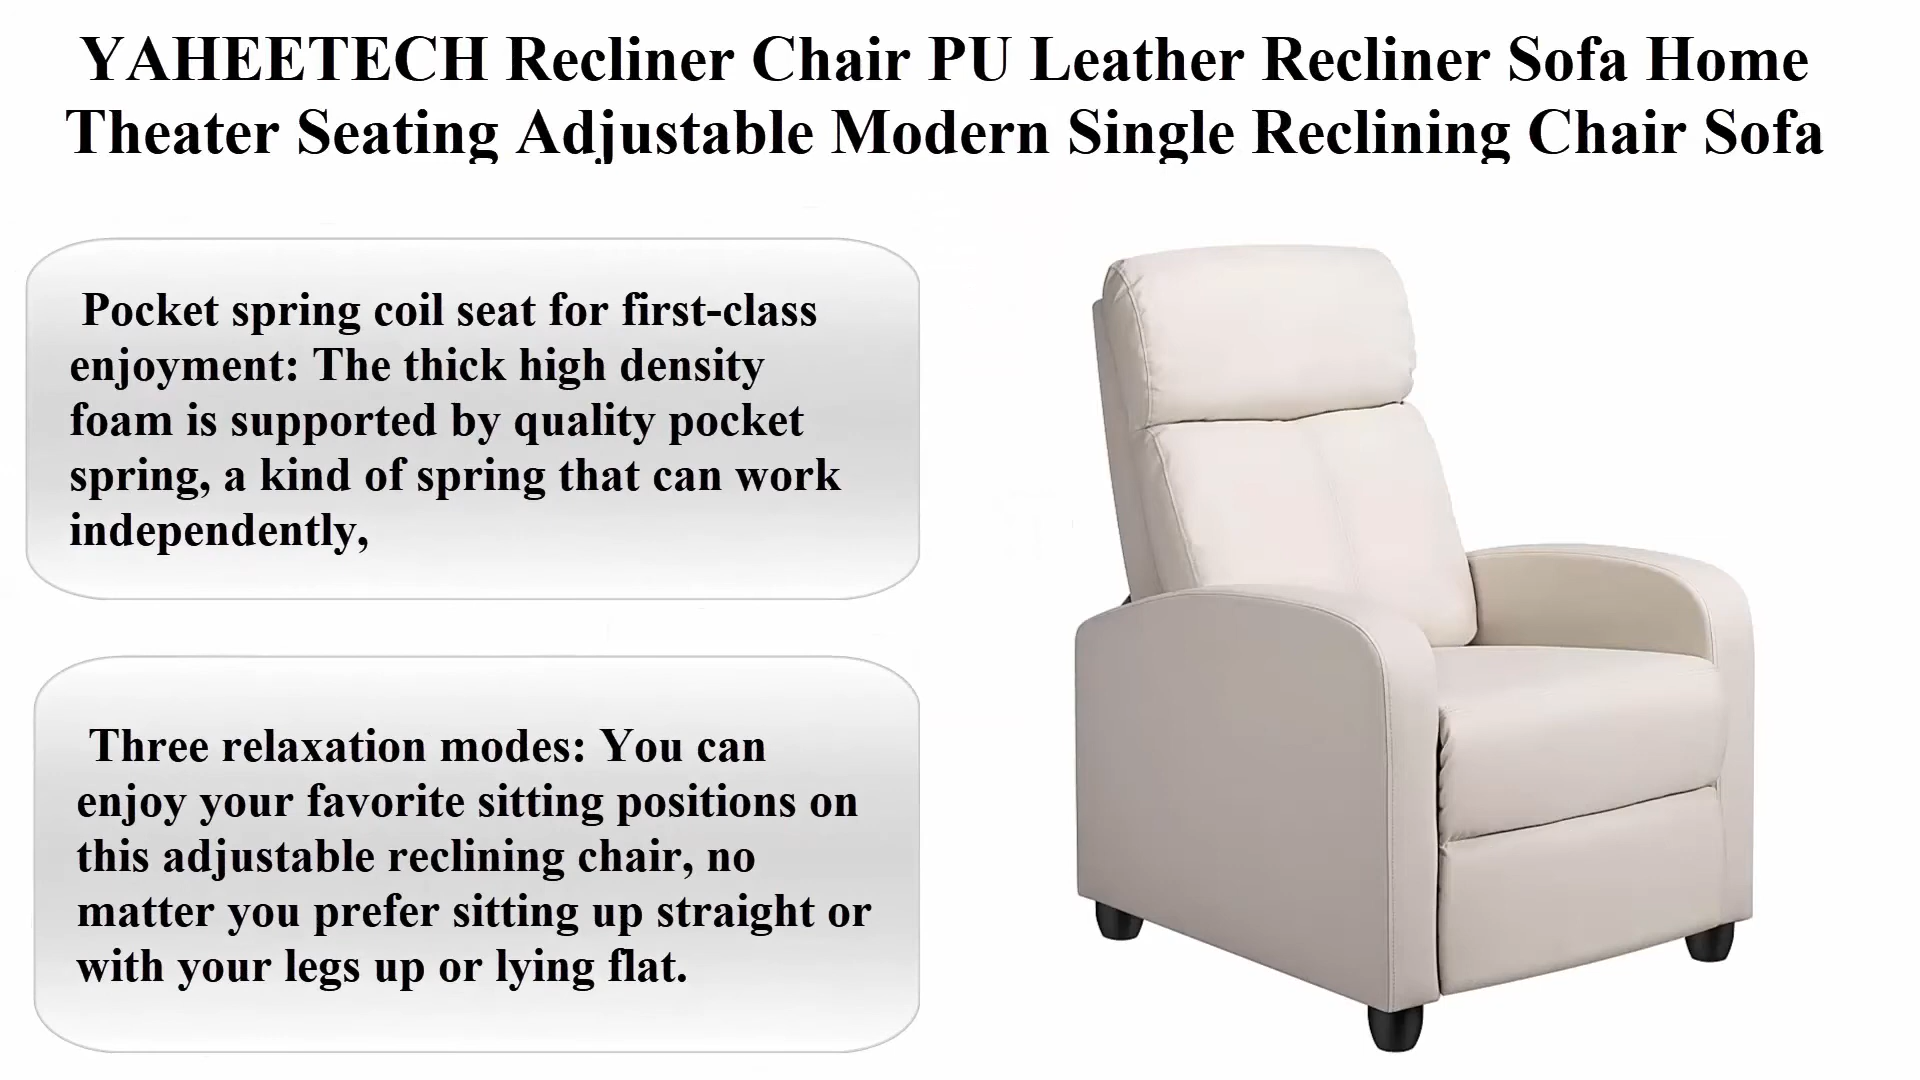 YAHEETECH Recliner Chair PU Leather Recliner Sofa Home
Theater Seating Adjustable Modern Single Reclining Chair Sofa
Pocket spring coil seat for first-class
enjoyment: The thick high density
foam is supported by quality pocket
spring, a kind of spring that can work
independently,
Three relaxation modes: You can
enjoy your favorite sitting positions on
this adjustable reclining chair, no
matter you prefer sitting up straight or
with your legs up or lying flat.